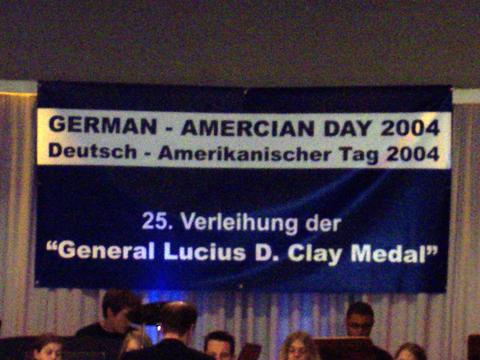 GERMAN - AMERCIAN DAY 2004
Deutsch - Amerikanischer Tag 2004
25. Verleihung der
“General Lucius D. Clay Medal”